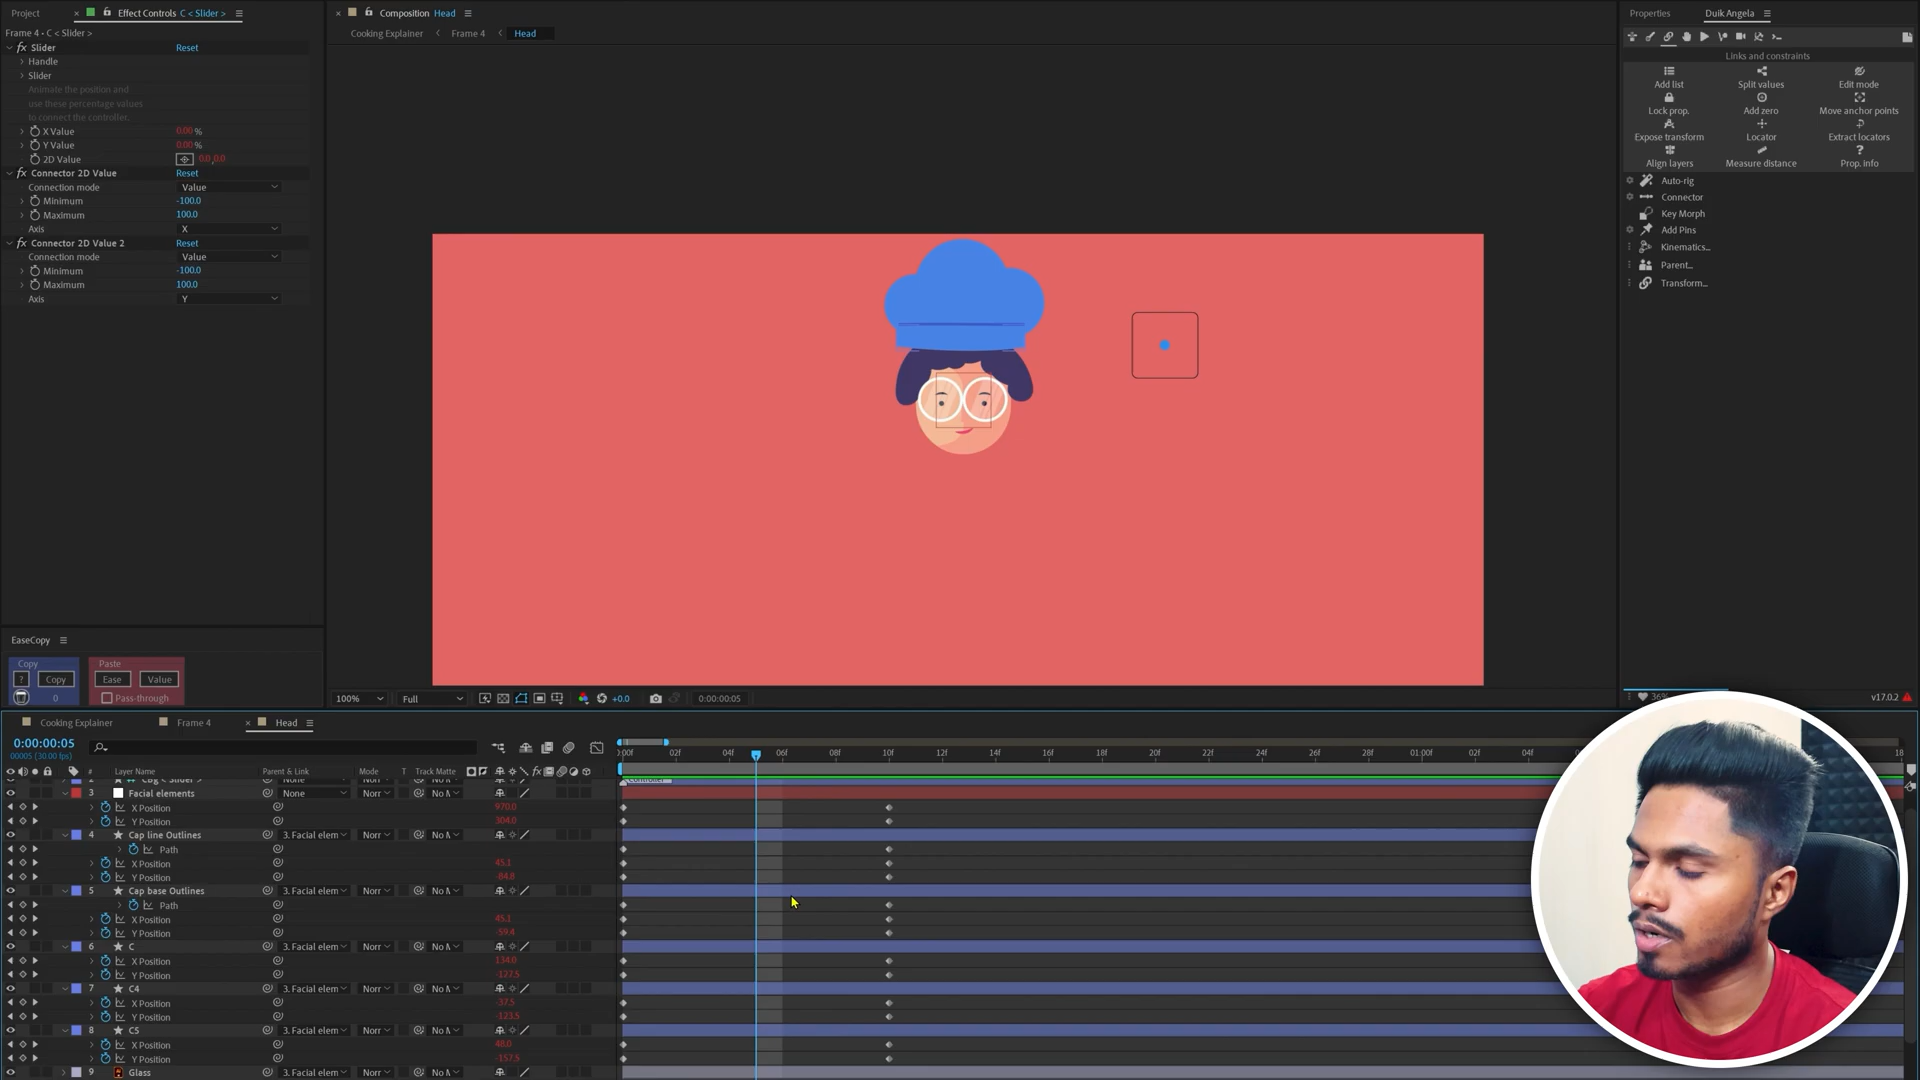 Project
Effect Controls C < Slider >
Frame 4 • C < Slider >
fx Slider Reset
Handle
Slider
Animate the position and
use these percentage values
to connect the controller.
X Value 0.00 %
Y Value 0.00 %
2D Value 0.0,0.0
fx Connector 2D Value Reset
Connection mode Value
Minimum -100.0
Maximum 100.0
Axis X
fx Connector 2D Value 2 Reset
Connection mode Value
Minimum -100.0
Maximum 100.0
Axis Y
EaseCopy
Copy
? Copy
0
Paste
Ease Value
Pass-through
Composition Head
Cooking Explainer < Frame 4 < Head
100% Full +0.0 0:00:00:05
Properties Duik Angela
Links and constraints
Add list Split values Edit mode
Lock prop. Add zero Move anchor points
Expose transform Locator Extract locators
Align layers Measure distance Prop. info
Auto-rig
Connector
Key Morph
Add Pins
Kinematics...
Parent...
Transform...
36%
v17.0.2
Cooking Explainer Frame 4 Head
0:00:00:05
00005 (30.00 fps)
:00f 02f 04f 06f 08f 10f 12f 14f 16f 18f 20f 22f 24f 26f 28f 01:00f 02f 04f 18
# Layer Name Parent & Link Mode T Track Matte
3 Facial elements None Norr No M
X Position 970.0
Y Position 304.0
4 Cap line Outlines 3. Facial elem Norr No M
Path
X Position 45.1
Y Position -84.8
5 Cap base Outlines 3. Facial elem Norr No M
Path
X Position 45.1
Y Position -59.4
6 C 3. Facial elem Norr No M
X Position 134.0
Y Position -127.5
7 C4 3. Facial elem Norr No M
X Position -37.5
Y Position -123.5
8 C5 3. Facial elem Norr No M
X Position 48.0
Y Position -157.5
9 Glass 3. Facial elem Norr No M